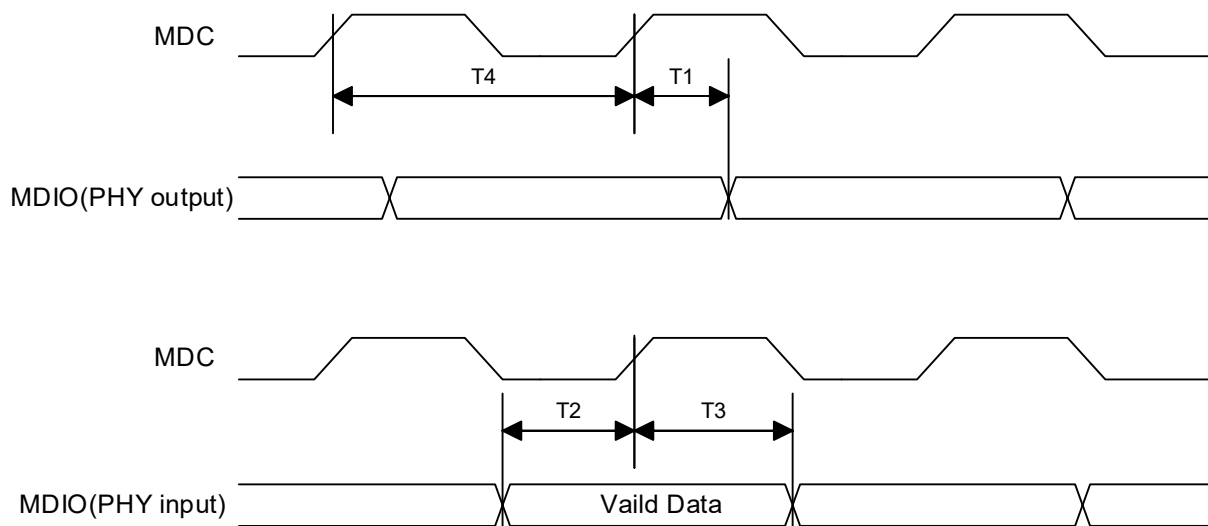 MDC
T4
T1
MDIO(PHY output)
MDC
T2
T3
MDIO(PHY input)
Vaild Data